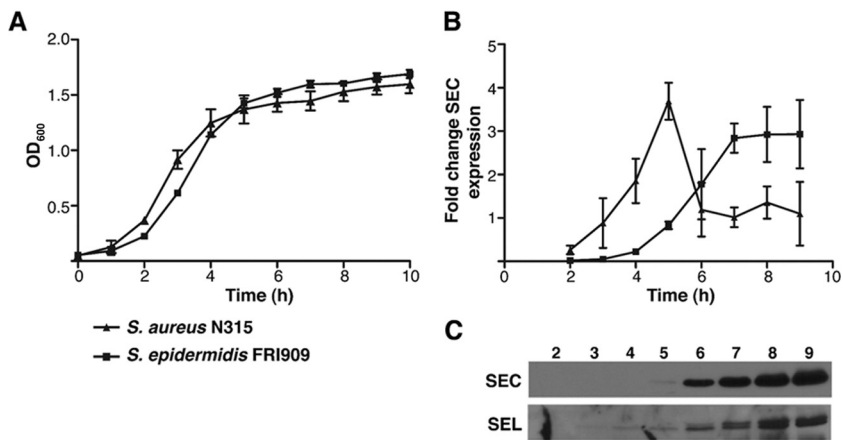 A
2.0
1.5
1.0
0.5
OD600
0 2 4 6 8 10
Time (h)
S. aureus N315
S. epidermidis FRI909
B
5
4
3
2
1
Fold change SEC
expression
0 2 4 6 8 10
Time (h)
C
2 3 4 5 6 7 8 9
SEC
SEL